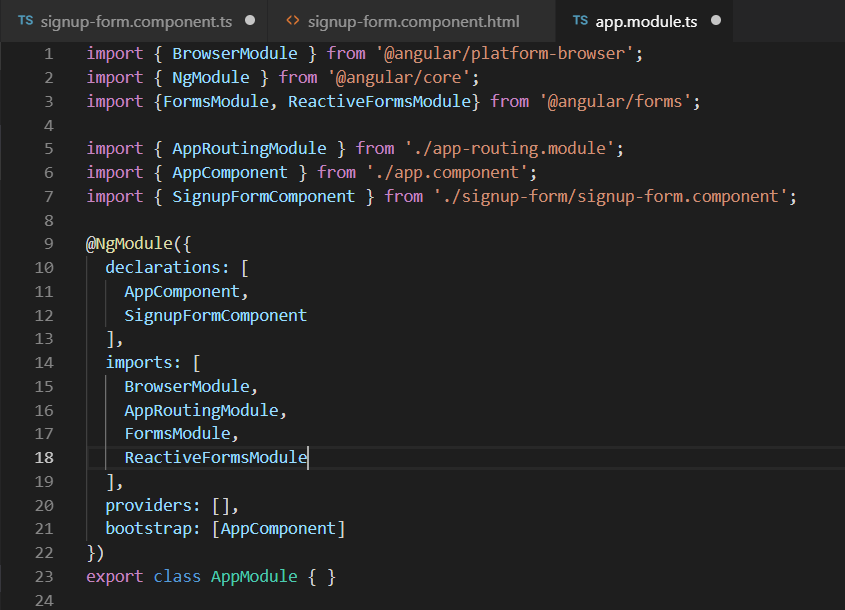 TS signup-form.component.ts ● <> signup-form.component.html TS app.module.ts ●
1 import { BrowserModule } from '@angular/platform-browser';
2 import { NgModule } from '@angular/core';
3 import {FormsModule, ReactiveFormsModule} from '@angular/forms';
4
5 import { AppRoutingModule } from './app-routing.module';
6 import { AppComponent } from './app.component';
7 import { SignupFormComponent } from './signup-form/signup-form.component';
8
9 @NgModule({
10   declarations: [
11     AppComponent,
12     SignupFormComponent
13   ],
14   imports: [
15     BrowserModule,
16     AppRoutingModule,
17     FormsModule,
18     ReactiveFormsModule
19   ],
20   providers: [],
21   bootstrap: [AppComponent]
22 })
23 export class AppModule { }
24